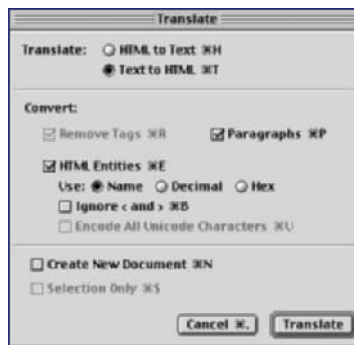 Translate
Translate: HTML to Text ⌘H
Text to HTML ⌘T
Convert:
Remove Tags ⌘R Paragraphs ⌘P
HTML Entities ⌘E
Use: Name Decimal Hex
Ignore < and > ⌘B
Encode All Unicode Characters ⌘U
Create New Document ⌘N
Selection Only ⌘S
Cancel ⌘. Translate